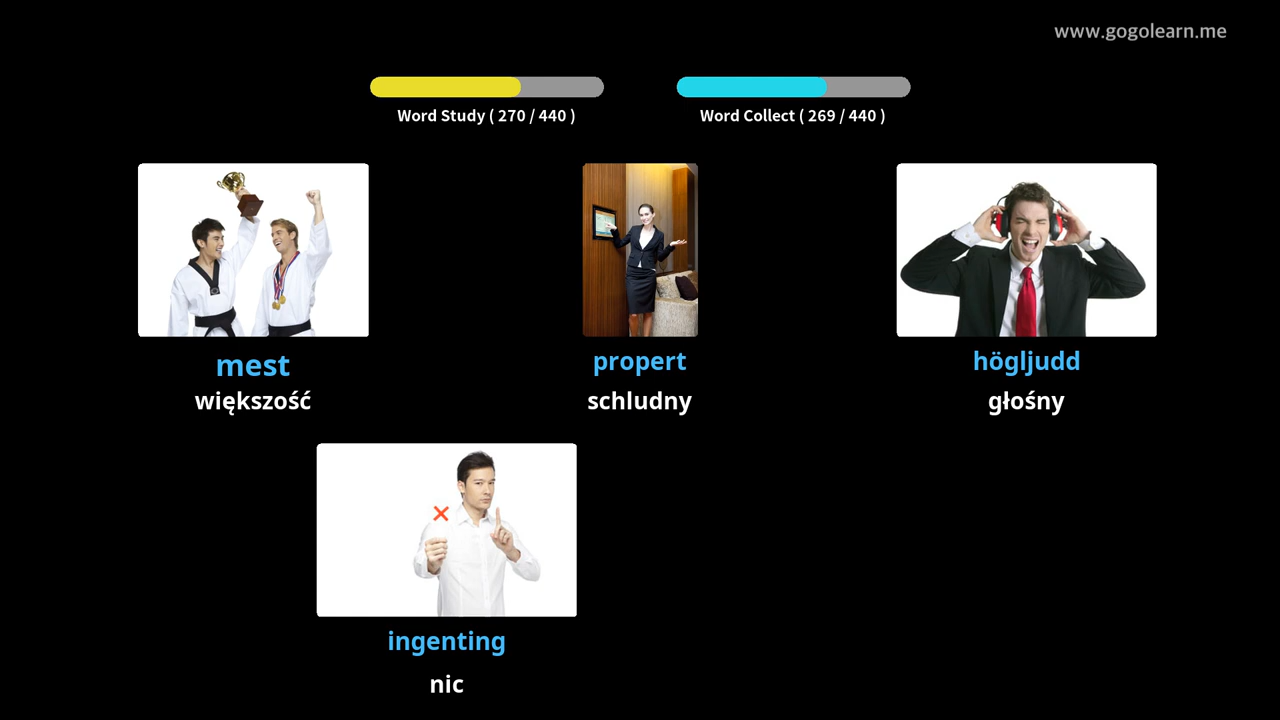 www.gogolearn.me
Word Study ( 270 / 440 )
Word Collect ( 269 / 440 )
mest
większość
propert
schludny
högljudd
głośny
ingenting
nic